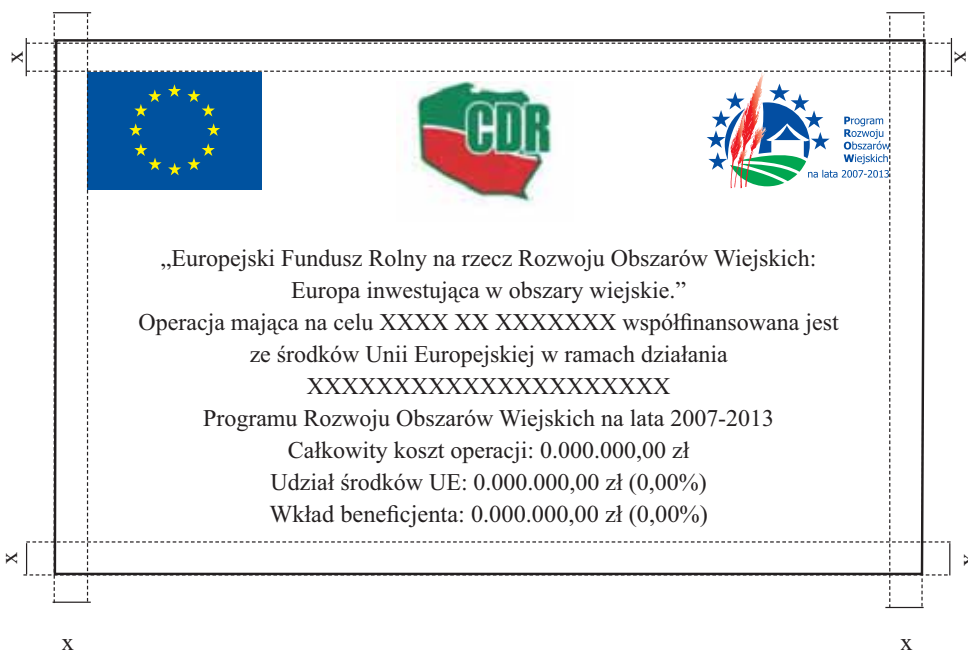 x
x
CDR
Program
Rozwoju
Obszarów
Wiejskich
na lata 2007-2013
„Europejski Fundusz Rolny na rzecz Rozwoju Obszarów Wiejskich:
Europa inwestująca w obszary wiejskie.”
Operacja mająca na celu XXXX XX XXXXXXX współfinansowana jest
ze środków Unii Europejskiej w ramach działania
XXXXXXXXXXXXXXXXXXXXX
Programu Rozwoju Obszarów Wiejskich na lata 2007-2013
Całkowity koszt operacji: 0.000.000,00 zł
Udział środków UE: 0.000.000,00 zł (0,00%)
Wkład beneficjenta: 0.000.000,00 zł (0,00%)
x
x
x
x